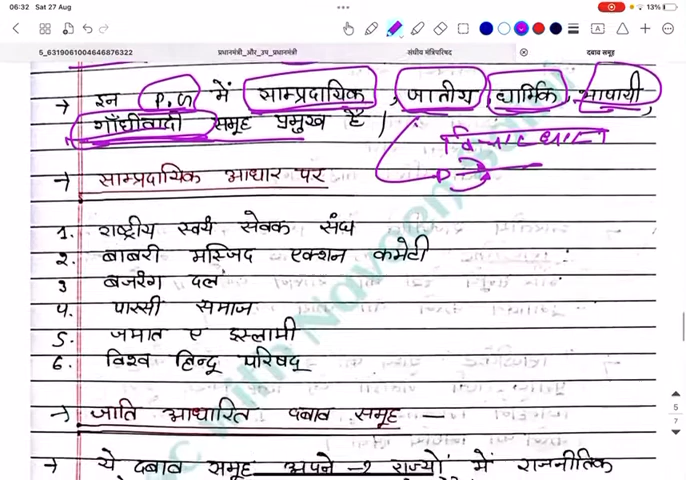 06:32 Sat 27 Aug
13%
5_6319061004646876322
प्रधानमंत्री_और_उप_प्रधानमंत्री
संघीय मंत्रिपरिषद
दबाव समूह
→ इन P.G में साम्प्रदायिक, जातीय, धार्मिक, भाषायी,
गाँधीवादी समूह प्रमुख हैं /
→ साम्प्रदायिक आधार पर
1. राष्ट्रीय स्वयं सेवक संघ
2. बाबरी मस्जिद एक्शन कमेटी
3 बजरंग दल
4. पारसी समाज
5. जमात ए इस्लामी
6. विश्व हिन्दू परिषद्
→ जाति आधारित दबाव समूह —
→ ये दबाव समूह अपने -2 राज्यों में राजनीतिक
5
7